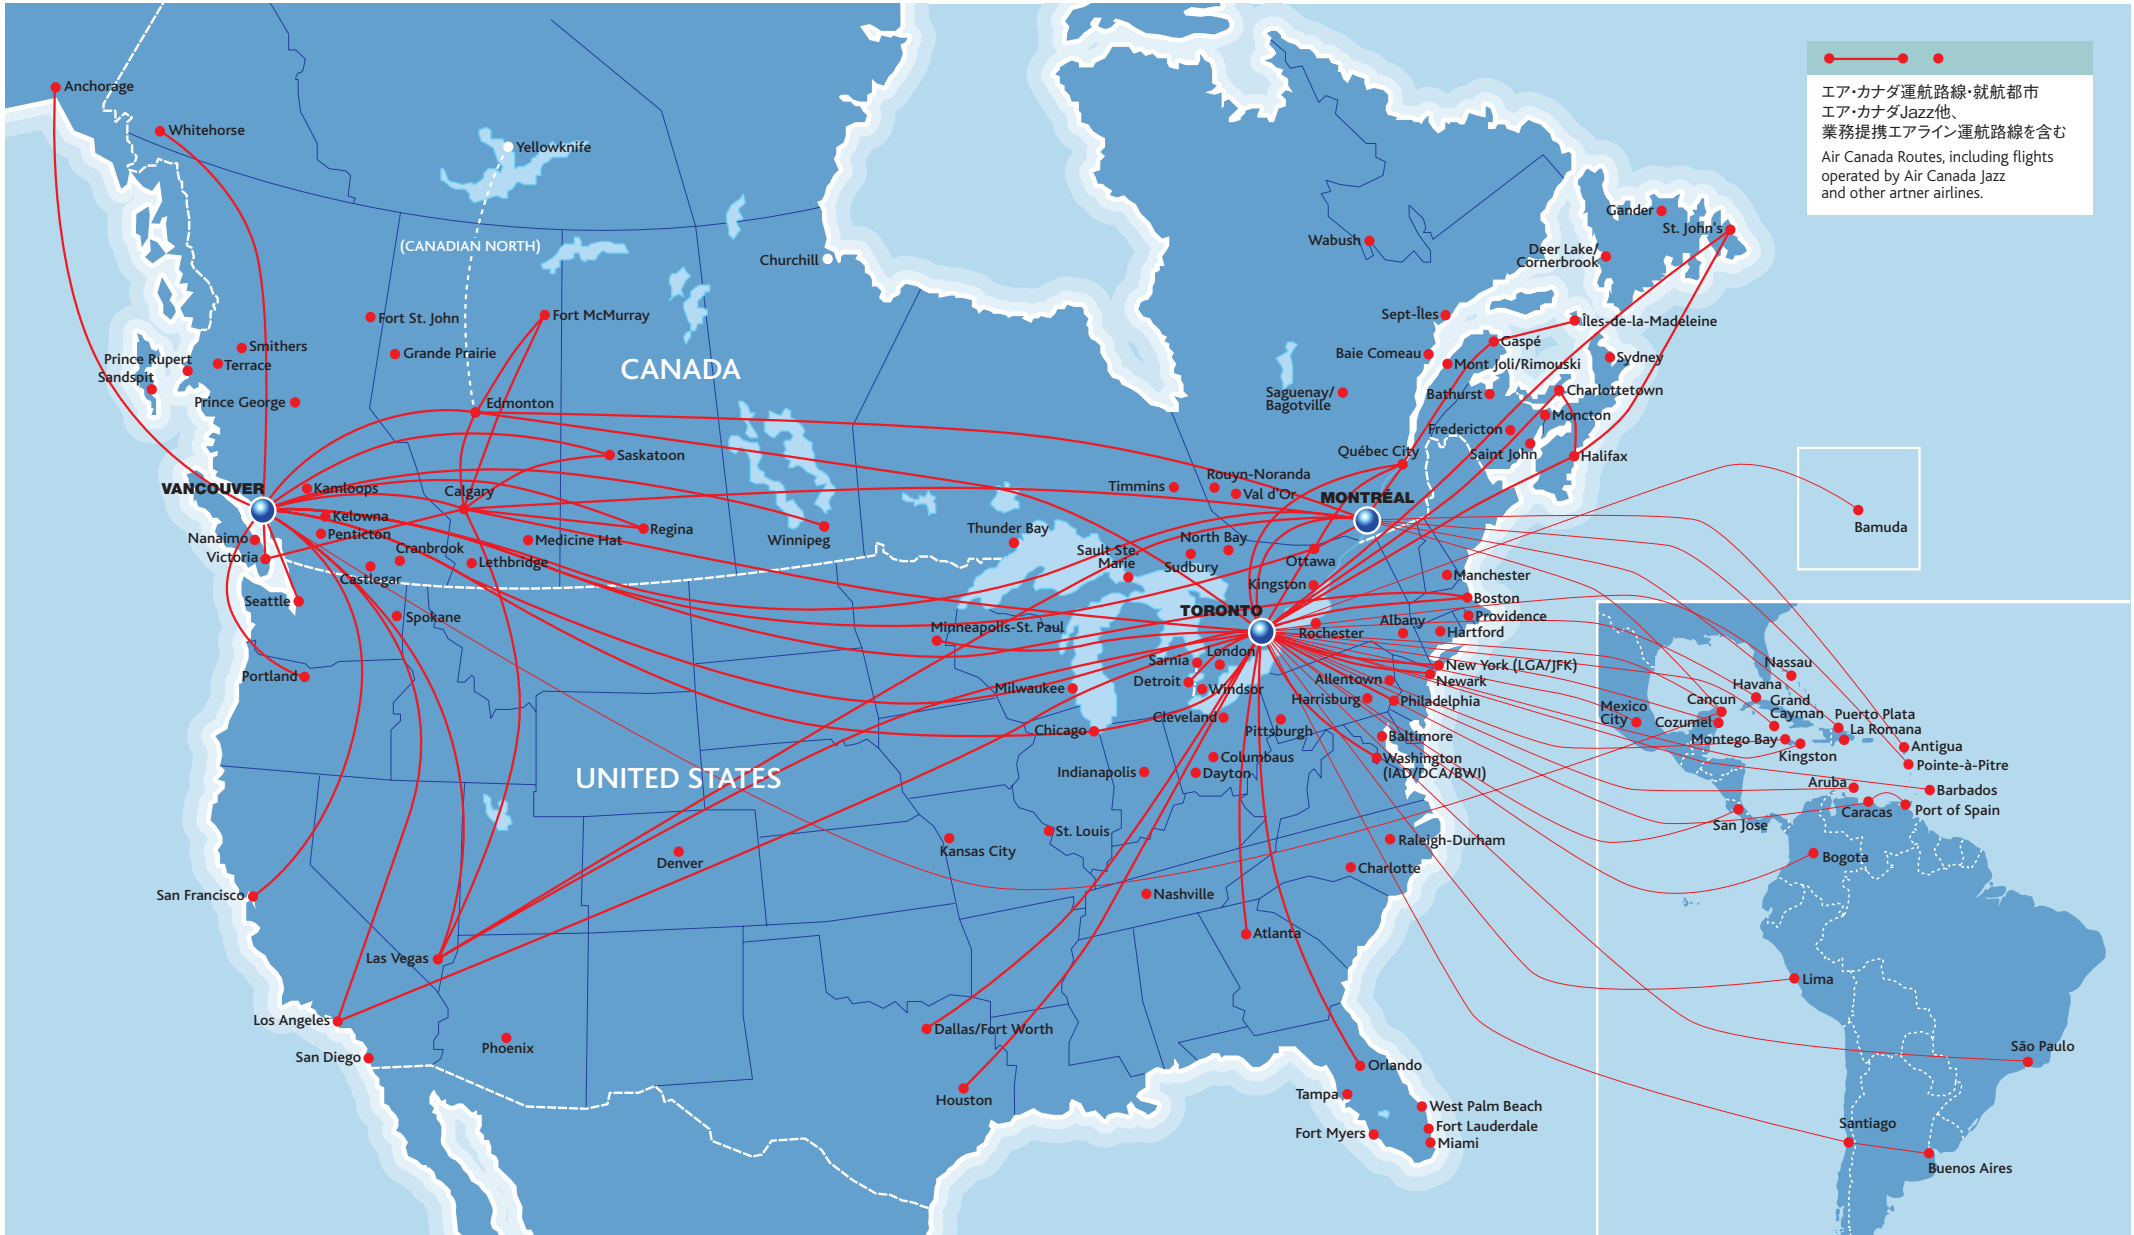 エア・カナダ運航路線・就航都市
エア・カナダJazz他、
業務提携エアライン運航路線を含む
Air Canada Routes, including flights
operated by Air Canada Jazz
and other artner airlines.
Anchorage
Whitehorse
Yellowknife
(CANADIAN NORTH)
Churchill
Fort St. John
Fort McMurray
Smithers
Grande Prairie
Prince Rupert
Terrace
Sandspit
Prince George
CANADA
Edmonton
Saskatoon
VANCOUVER
Kamloops
Calgary
Kelowna
Regina
Winnipeg
Nanaimo
Penticton
Medicine Hat
Victoria
Cranbrook
Castlegar
Lethbridge
Seattle
Spokane
Portland
Thunder Bay
Sault Ste.
Marie
Timmins
Rouyn-Noranda
Val d'Or
North Bay
Sudbury
Ottawa
Kingston
MONTRÉAL
TORONTO
Québec City
Wabush
Gander
St. John's
Deer Lake/
Cornerbrook
Sept-Îles
Îles-de-la-Madeleine
Gaspé
Baie Comeau
Mont Joli/Rimouski
Sydney
Saguenay/
Bagotville
Bathurst
Charlottetown
Moncton
Fredericton
Saint John
Halifax
Manchester
Boston
Providence
Albany
Hartford
Rochester
Minneapolis-St. Paul
Sarnia
London
Detroit
Windsor
Milwaukee
Cleveland
Chicago
Pittsburgh
New York (LGA/JFK)
Newark
Allentown
Harrisburg
Philadelphia
Baltimore
Washington
(IAD/DCA/BWI)
Columbaus
Dayton
Indianapolis
UNITED STATES
St. Louis
Kansas City
Denver
Raleigh-Durham
Charlotte
Nashville
Atlanta
San Francisco
Las Vegas
Los Angeles
San Diego
Phoenix
Dallas/Fort Worth
Houston
Orlando
Tampa
West Palm Beach
Fort Lauderdale
Fort Myers
Miami
Bamuda
Nassau
Havana
Cancun
Grand
Cayman
Mexico
City
Cozumel
Puerto Plata
La Romana
Montego Bay
Kingston
Antigua
Pointe-à-Pitre
Aruba
Barbados
Caracas
Port of Spain
San Jose
Bogota
Lima
São Paulo
Santiago
Buenos Aires